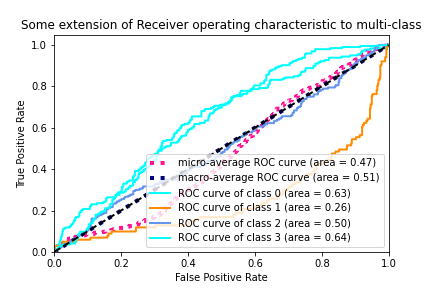 Some extension of Receiver operating characteristic to multi-class
1.0
0.8
0.6
0.4
0.2
0.0
True Positive Rate
micro-average ROC curve (area = 0.47)
macro-average ROC curve (area = 0.51)
ROC curve of class 0 (area = 0.63)
ROC curve of class 1 (area = 0.26)
ROC curve of class 2 (area = 0.50)
ROC curve of class 3 (area = 0.64)
0.0 0.2 0.4 0.6 0.8 1.0
False Positive Rate